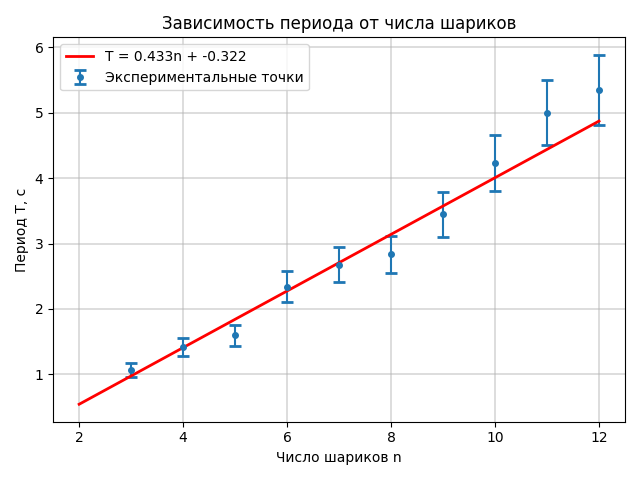 Зависимость периода от числа шариков
T = 0.433n + -0.322
Экспериментальные точки
Период T, с
6
5
4
3
2
1
2 4 6 8 10 12
Число шариков n